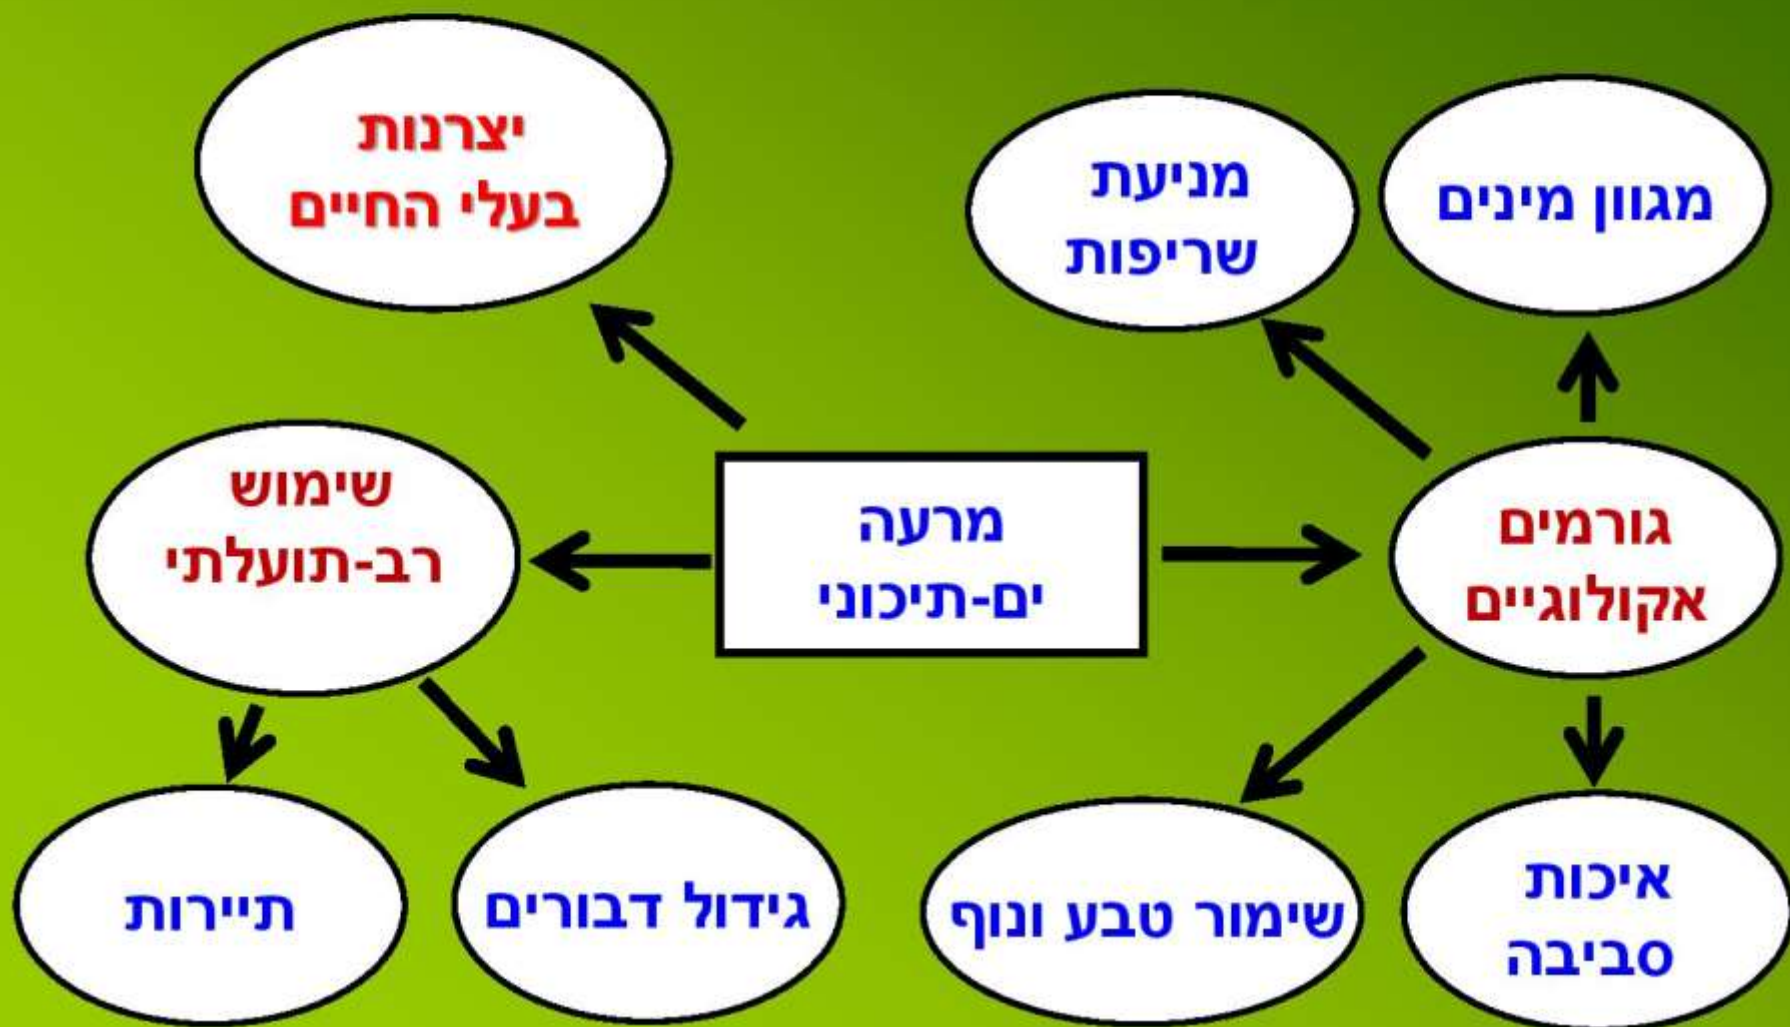 מגוון מינים
מניעת
שריפות
יצרנות
בעלי החיים
גורמים
אקולוגיים
מרעה
ים-תיכוני
שימוש
רב-תועלתי
איכות
סביבה
שימור טבע ונוף
גידול דבורים
תיירות